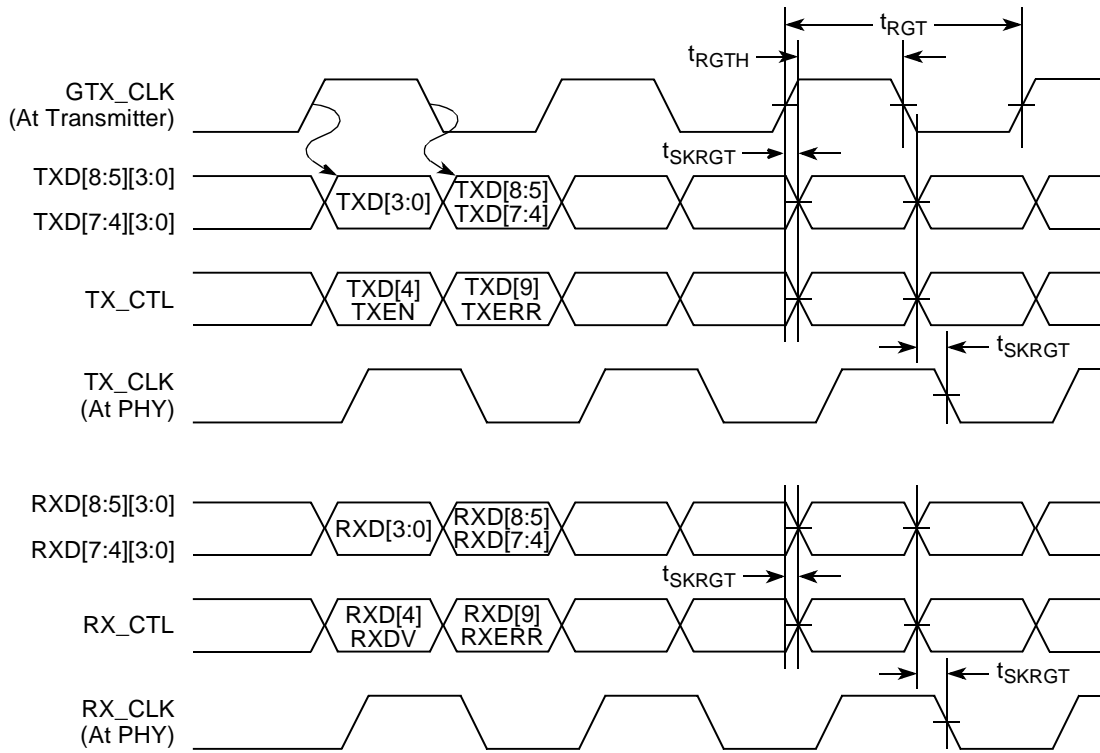 tRGT
tRGTH
GTX_CLK
(At Transmitter)
tSKRGT
TXD[8:5][3:0]
TXD[7:4][3:0]
TXD[3:0]
TXD[8:5]
TXD[7:4]
TX_CTL
TXD[4]
TXEN
TXD[9]
TXERR
tSKRGT
TX_CLK
(At PHY)
RXD[8:5][3:0]
RXD[7:4][3:0]
RXD[3:0]
RXD[8:5]
RXD[7:4]
tSKRGT
RX_CTL
RXD[4]
RXDV
RXD[9]
RXERR
tSKRGT
RX_CLK
(At PHY)